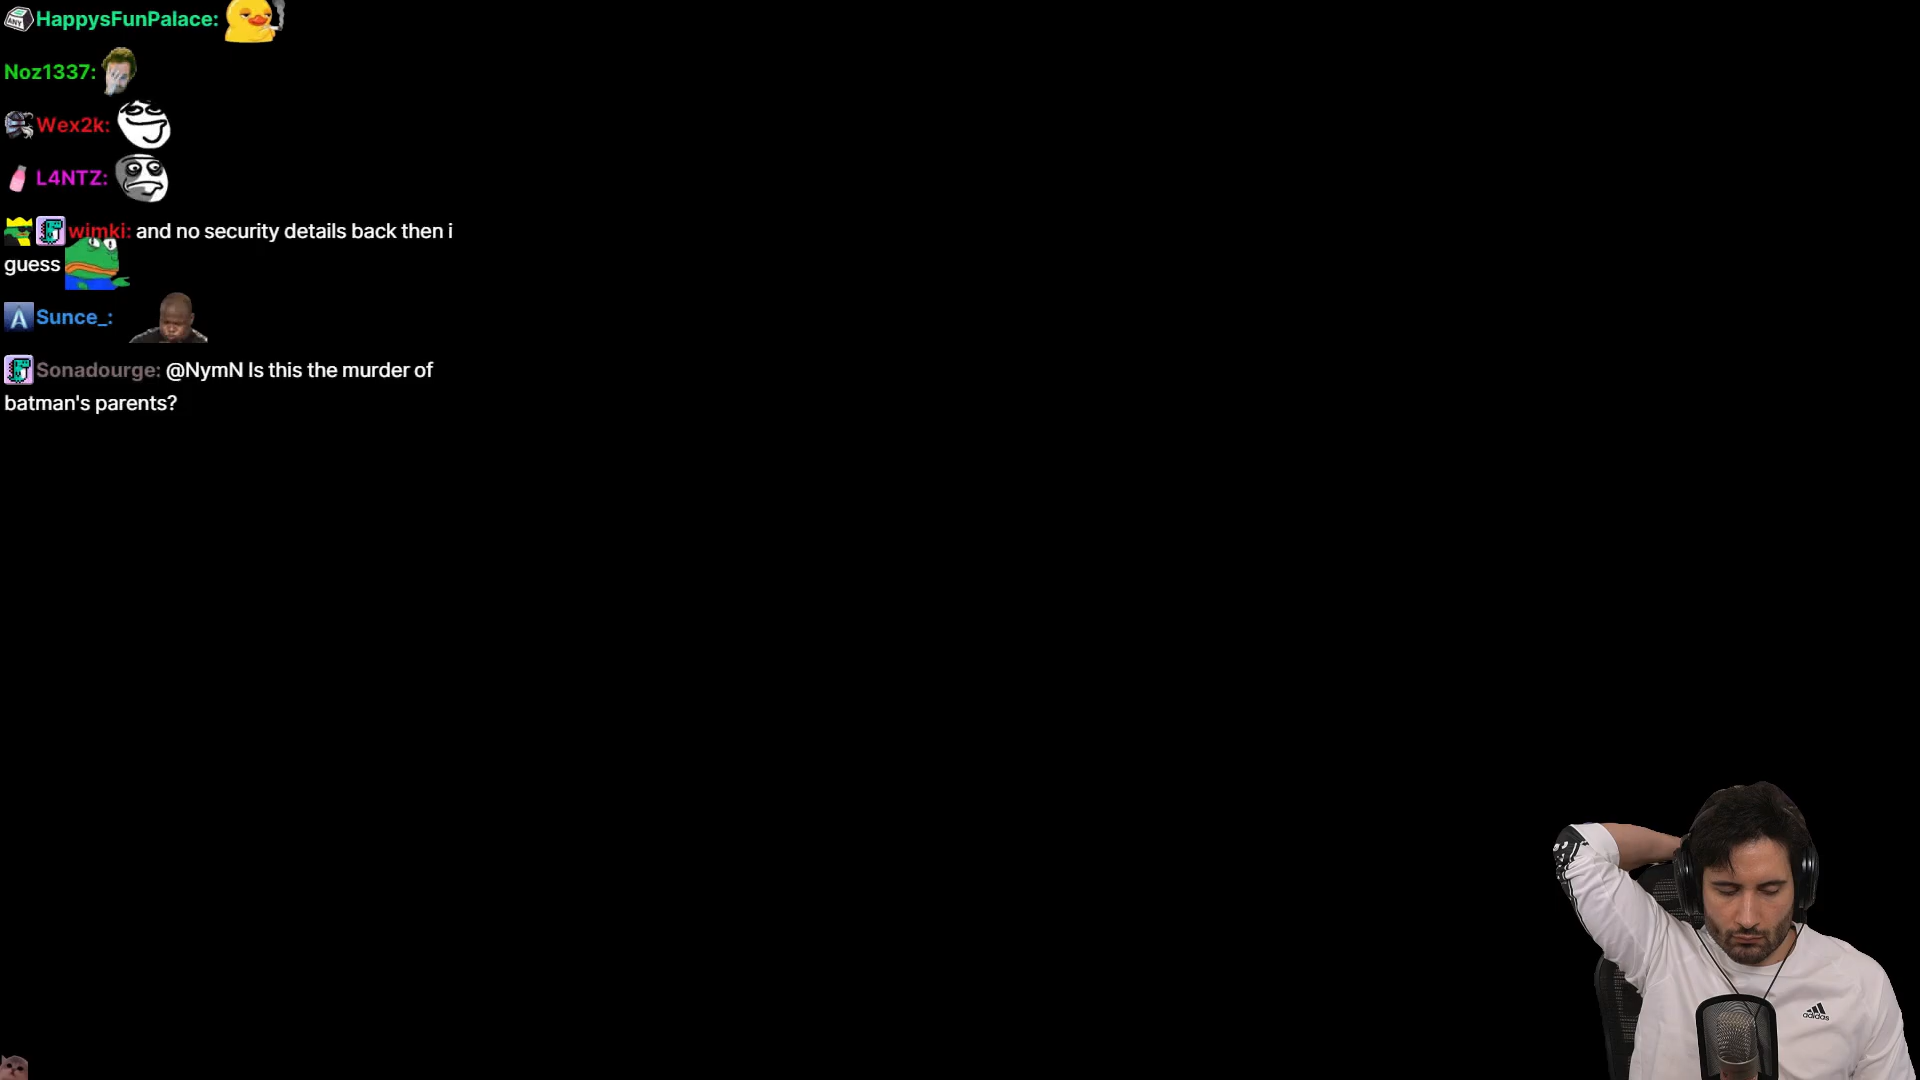 HappysFunPalace:
Noz1337:
Wex2k:
L4NTZ:
wimki: and no security details back then i
guess
Sunce_:
Sonadourge: @NymN Is this the murder of
batman's parents?
adidas